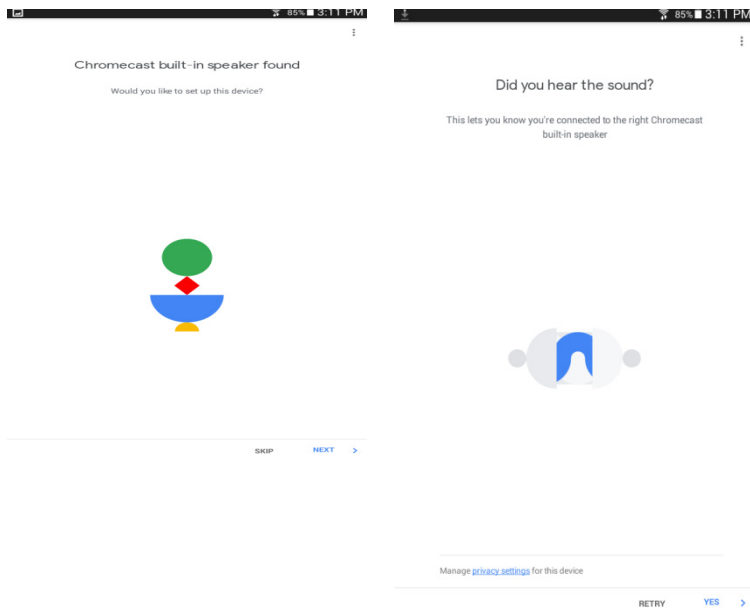 85% 3:11 PM
Chromecast built-in speaker found
Would you like to set up this device?
SKIP NEXT >
85% 3:11 PM
Did you hear the sound?
This lets you know you're connected to the right Chromecast
built-in speaker
Manage privacy settings for this device
RETRY YES >